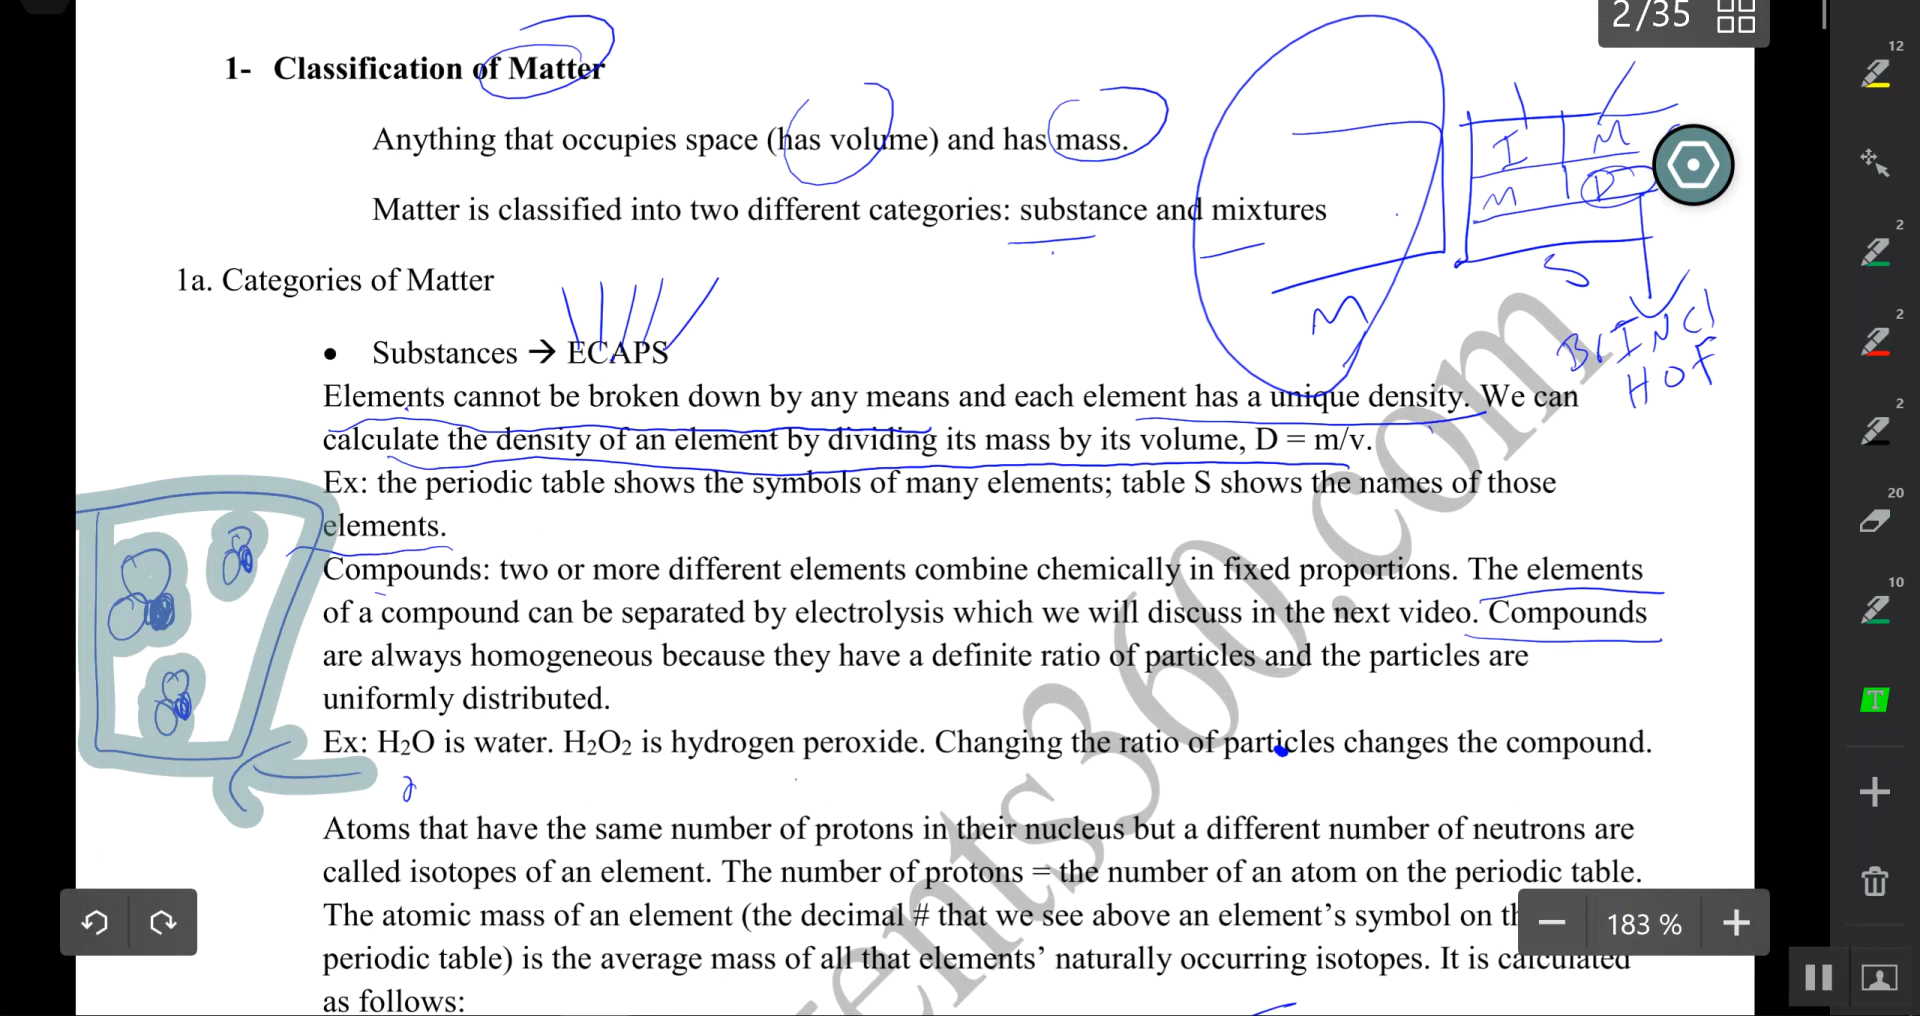 2/35
1- Classification of Matter
Anything that occupies space (has volume) and has mass.
Matter is classified into two different categories: substance and mixtures
1a. Categories of Matter
I M
M D
S
M
BrINCl
HOF
• Substances → ECAPS
Elements cannot be broken down by any means and each element has a unique density. We can
calculate the density of an element by dividing its mass by its volume, D = m/v.
Ex: the periodic table shows the symbols of many elements; table S shows the names of those
elements.
Compounds: two or more different elements combine chemically in fixed proportions. The elements
of a compound can be separated by electrolysis which we will discuss in the next video. Compounds
are always homogeneous because they have a definite ratio of particles and the particles are
uniformly distributed.
Ex: H2O is water. H2O2 is hydrogen peroxide. Changing the ratio of particles changes the compound.
2
Atoms that have the same number of protons in their nucleus but a different number of neutrons are
called isotopes of an element. The number of protons = the number of an atom on the periodic table.
The atomic mass of an element (the decimal # that we see above an element's symbol on th
periodic table) is the average mass of all that elements' naturally occurring isotopes. It is calculated
as follows:
ents360.com
183 %
12
2
2
2
20
10
T